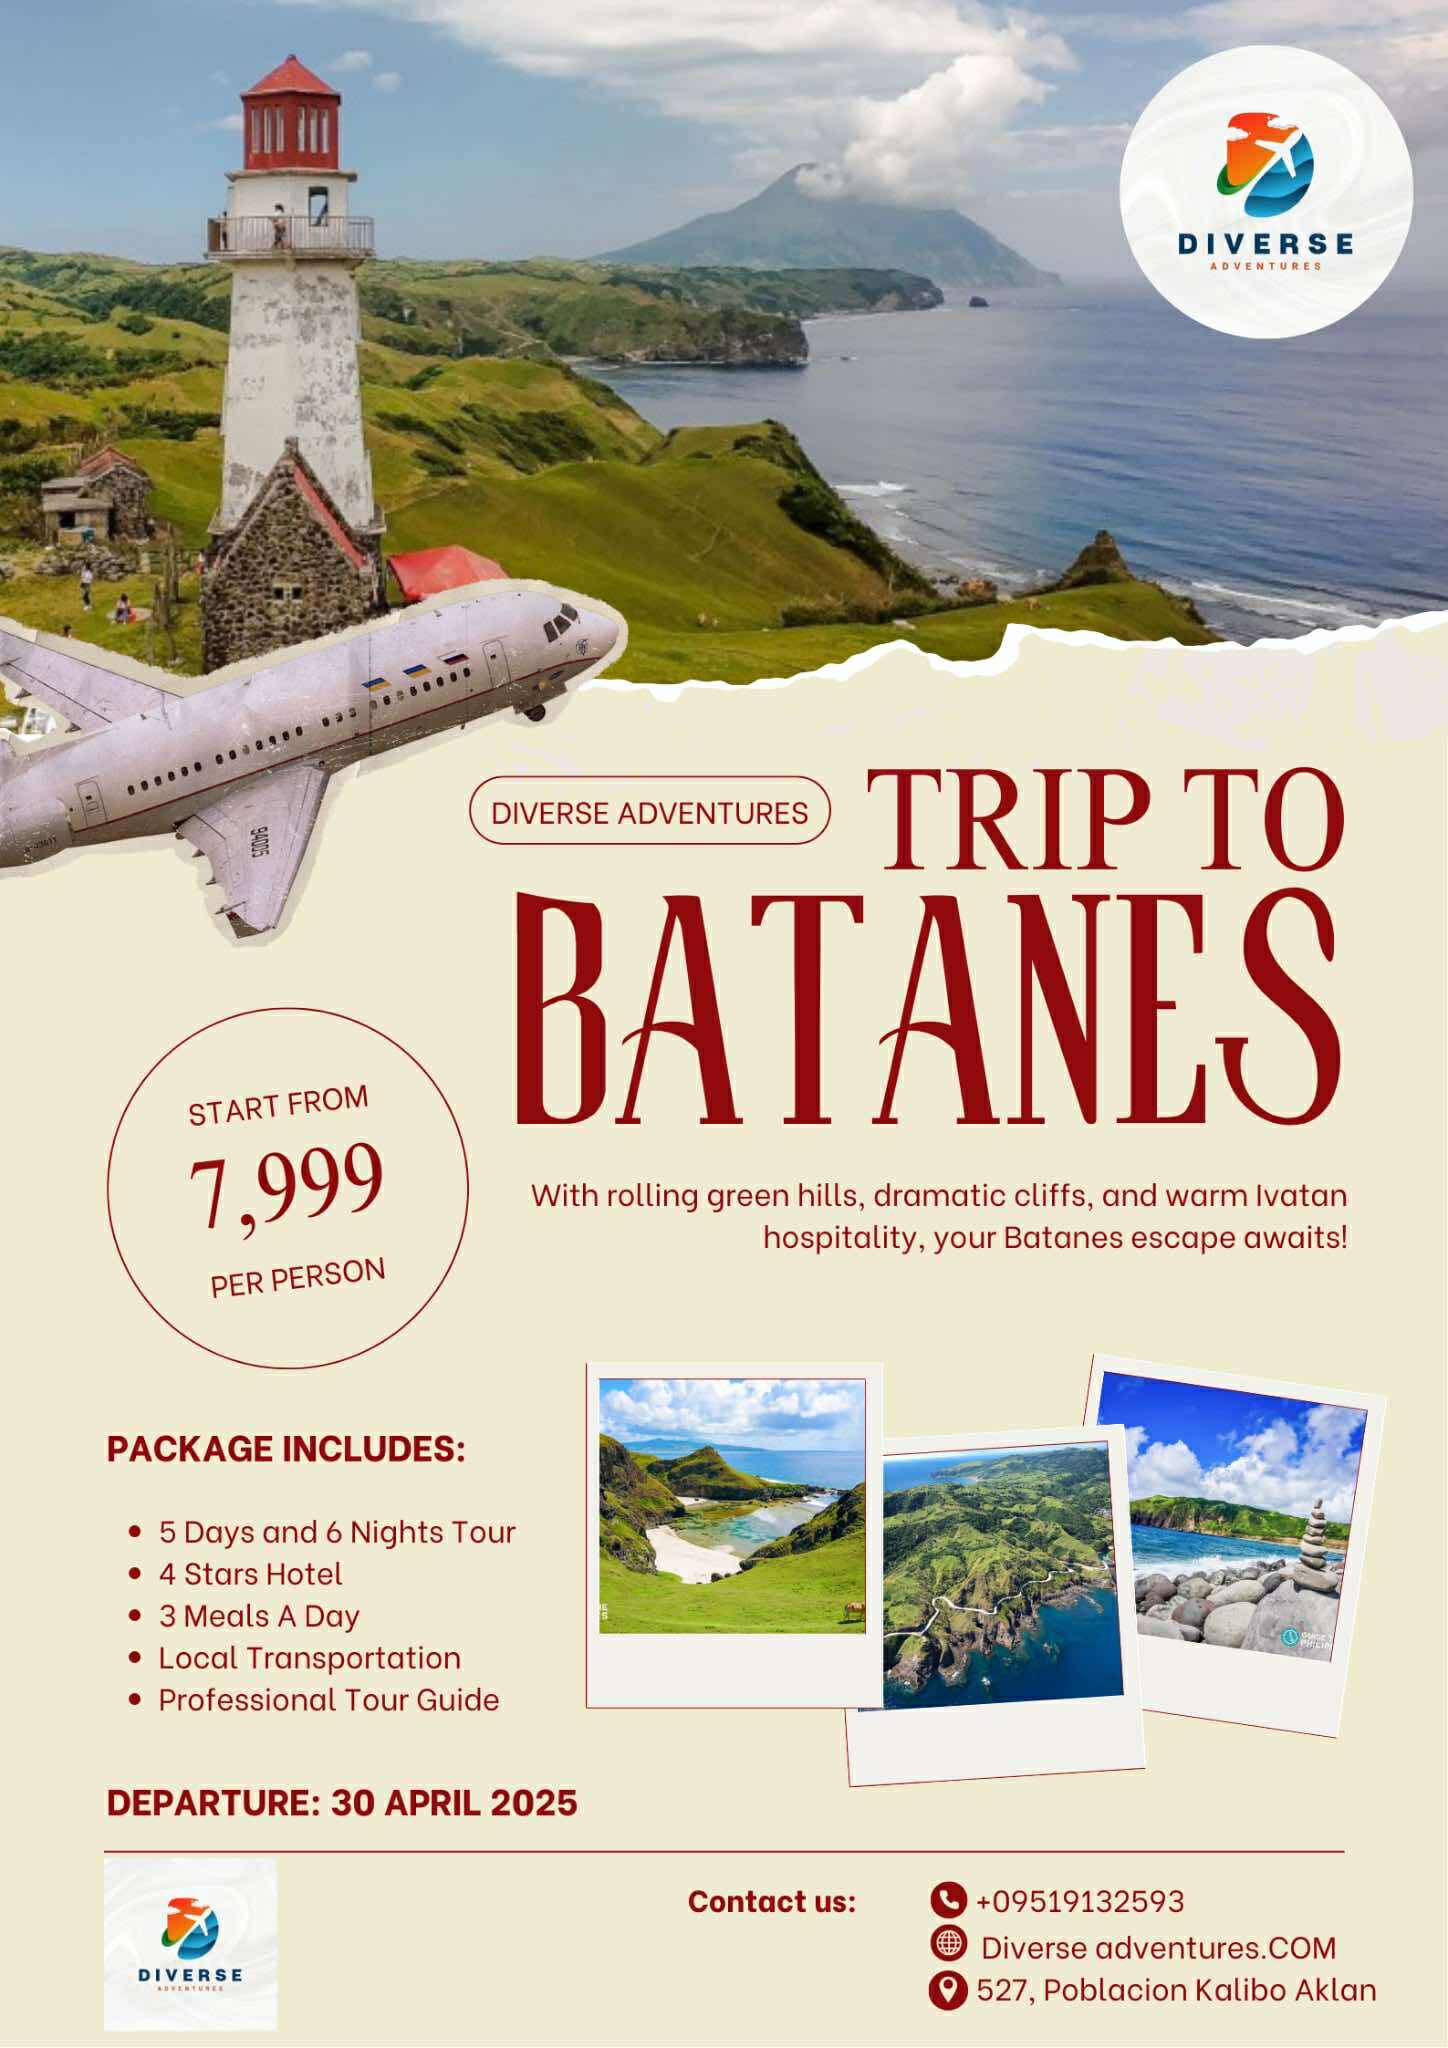 DIVERSE
ADVENTURES
94005
DIVERSE ADVENTURES
TRIP TO
BATANES
START FROM
7,999
PER PERSON
With rolling green hills, dramatic cliffs, and warm Ivatan
hospitality, your Batanes escape awaits!
PACKAGE INCLUDES:
5 Days and 6 Nights Tour
4 Stars Hotel
3 Meals A Day
Local Transportation
Professional Tour Guide
DEPARTURE: 30 APRIL 2025
DIVERSE
ADVENTURES
Contact us:
+09519132593
Diverse adventures.COM
527, Poblacion Kalibo Aklan